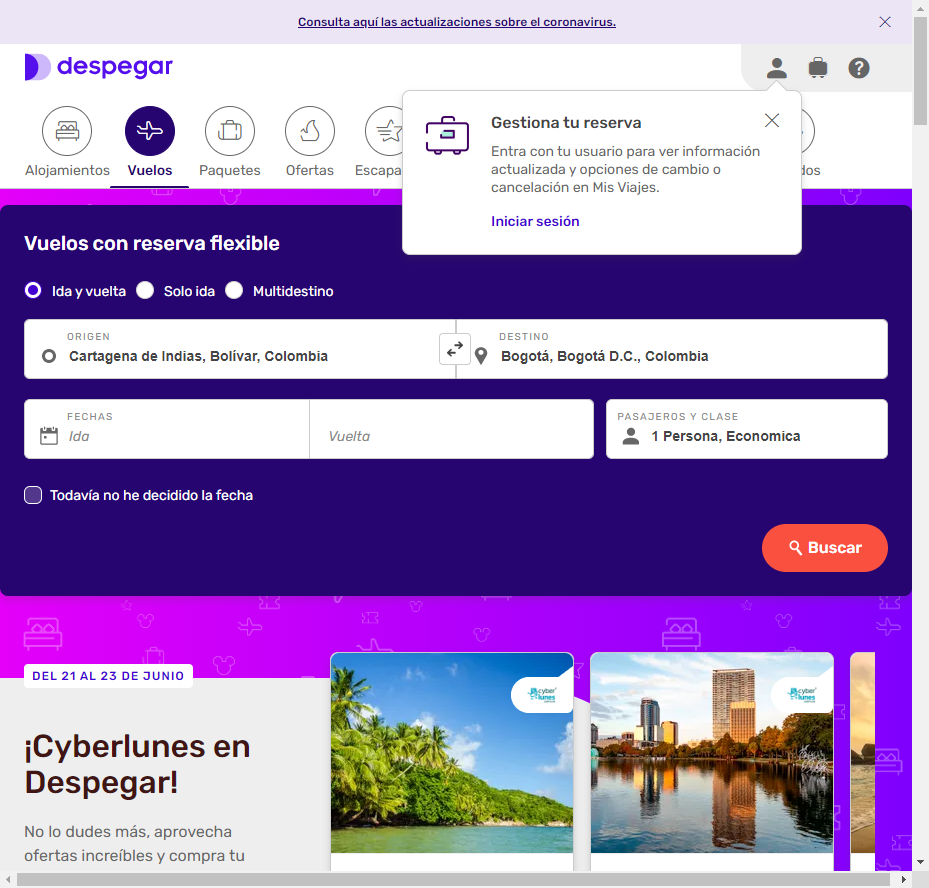 Consulta aquí las actualizaciones sobre el coronavirus.
despegar
Alojamientos
Vuelos
Paquetes
Ofertas
Escapa
dos
Gestiona tu reserva
Entra con tu usuario para ver información
actualizada y opciones de cambio o
cancelación en Mis Viajes.
Iniciar sesión
Vuelos con reserva flexible
Ida y vuelta
Solo ida
Multidestino
ORIGEN
Cartagena de Indias, Bolívar, Colombia
DESTINO
Bogotá, Bogotá D.C., Colombia
FECHAS
Ida
Vuelta
PASAJEROS Y CLASE
1 Persona, Economica
Todavía no he decidido la fecha
Buscar
DEL 21 AL 23 DE JUNIO
¡Cyberlunes en
Despegar!
No lo dudes más, aprovecha
ofertas increíbles y compra tu
cyber
lunes
cyber
lunes